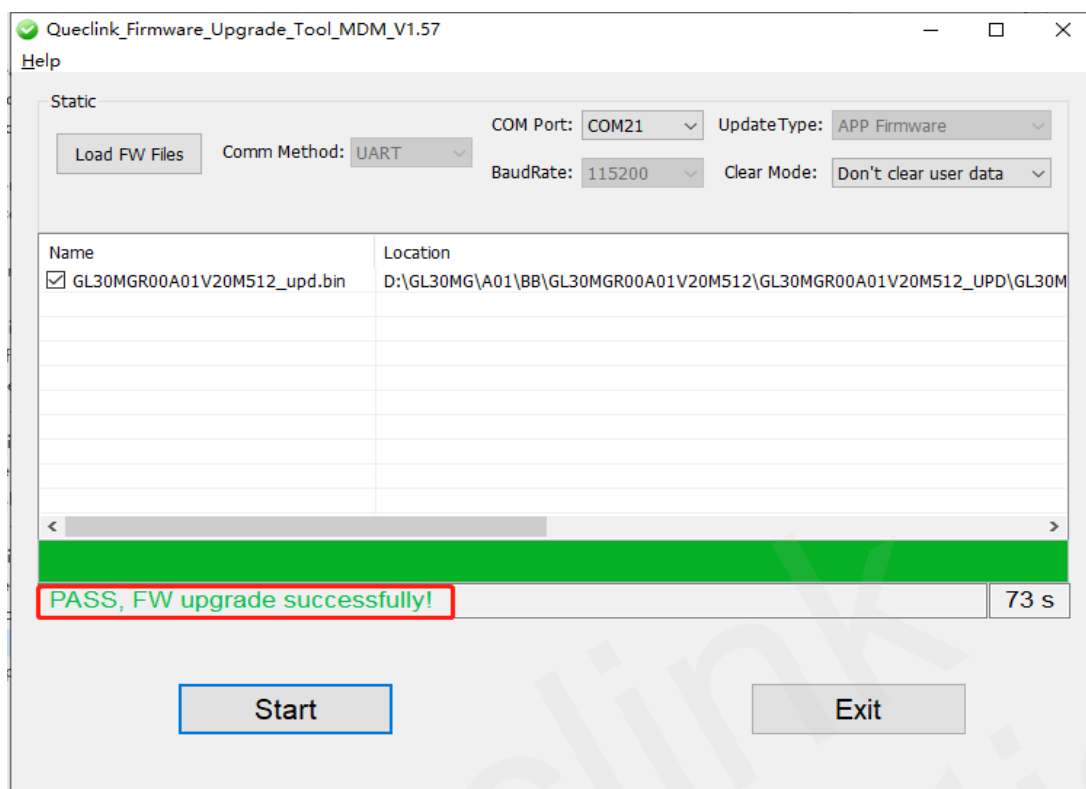 Queclink_Firmware_Upgrade_Tool_MDM_V1.57
Help
Static
COM Port: COM21 UpdateType: APP Firmware
Load FW Files Comm Method: UART
BaudRate: 115200 Clear Mode: Don't clear user data
Name Location
GL30MGR00A01V20M512_upd.bin D:\GL30MG\A01\BB\GL30MGR00A01V20M512\GL30MGR00A01V20M512_UPD\GL30M
PASS, FW upgrade successfully! 73 s
Start Exit